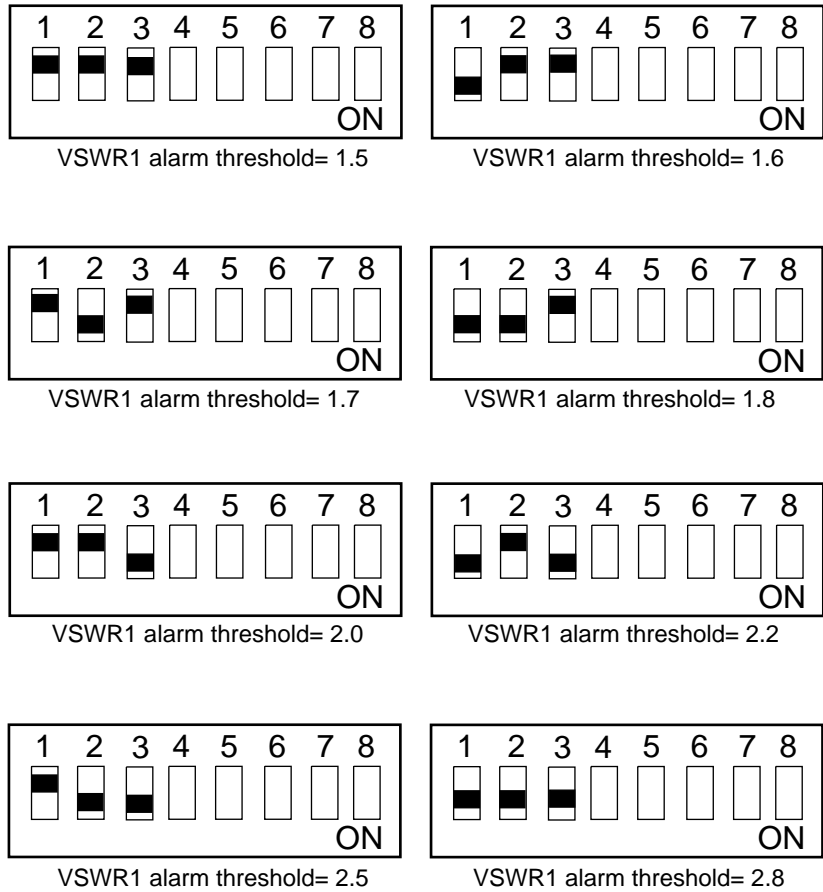 1 2 3 4 5 6 7 8
ON
VSWR1 alarm threshold= 1.5
1 2 3 4 5 6 7 8
ON
VSWR1 alarm threshold= 1.6
1 2 3 4 5 6 7 8
ON
VSWR1 alarm threshold= 1.7
1 2 3 4 5 6 7 8
ON
VSWR1 alarm threshold= 1.8
1 2 3 4 5 6 7 8
ON
VSWR1 alarm threshold= 2.0
1 2 3 4 5 6 7 8
ON
VSWR1 alarm threshold= 2.2
1 2 3 4 5 6 7 8
ON
VSWR1 alarm threshold= 2.5
1 2 3 4 5 6 7 8
ON
VSWR1 alarm threshold= 2.8